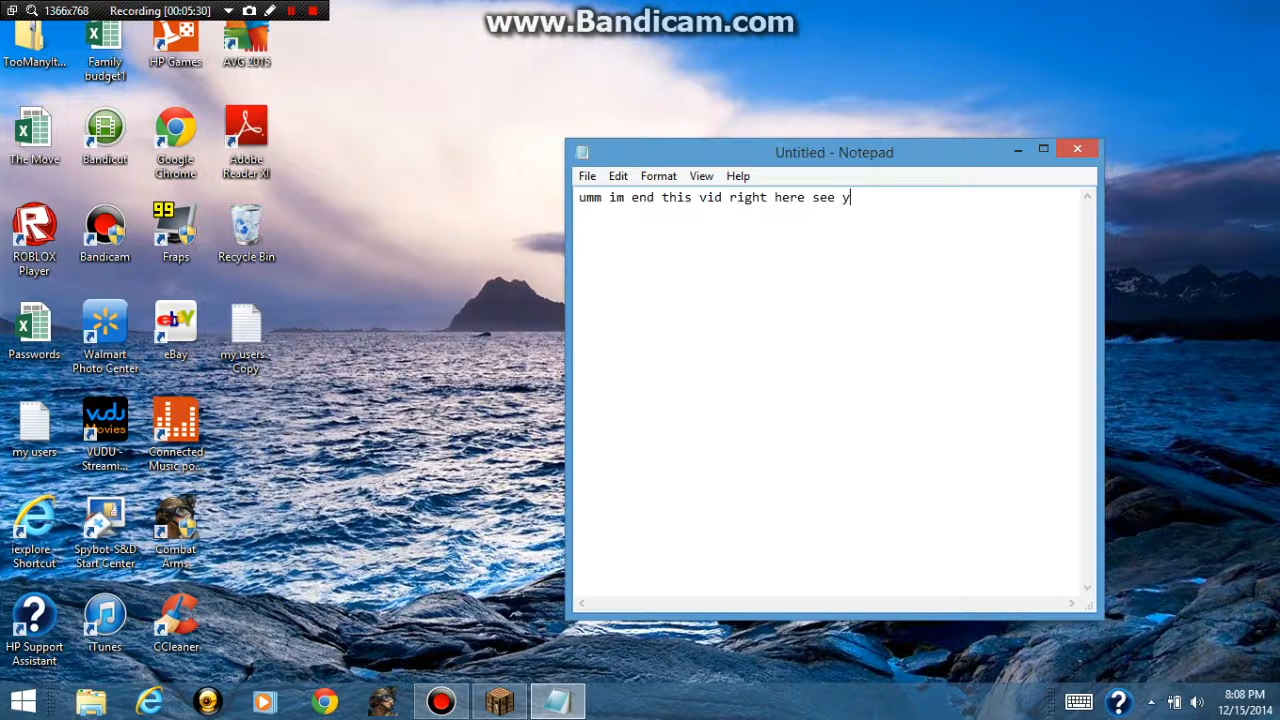 1366x768 Recording [00:05:30]
www.Bandicam.com
TooManyIt...
Family budget1
HP Games
AVG 2015
The Move
Bandicut
Google Chrome
Adobe Reader XI
ROBLOX Player
Bandicam
99
Fraps
Recycle Bin
Passwords
Walmart Photo Center
ebY
eBay
my users - Copy
my users
vudu Movies
VUDU - Streami...
Connected Music po...
iexplore - Shortcut
Spybot-S&D Start Center
Combat Arms
HP Support Assistant
iTunes
CCleaner
Untitled - Notepad
File Edit Format View Help
umm im end this vid right here see y
8:08 PM
12/15/2014